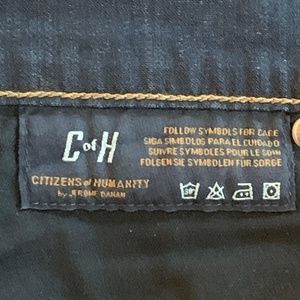 C of H
CITIZENS of HUMANITY
by JEROME DAHAN
FOLLOW SYMBOLS FOR CARE
SIGA SIMBOLOS PARA EL CUIDADO
SUIVRE SYMBOLES POUR LE SOIN
FOLGEN SIE SYMBOLEN FUR SORGE